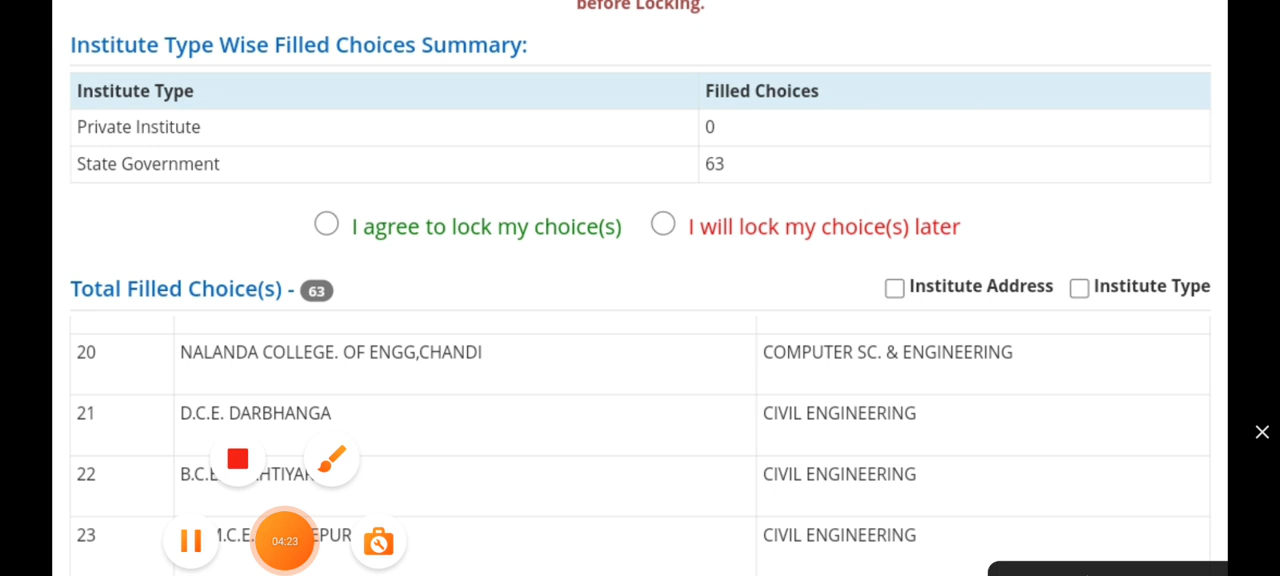 before Locking.
Institute Type Wise Filled Choices Summary:
Institute Type Filled Choices
Private Institute 0
State Government 63
I agree to lock my choice(s) I will lock my choice(s) later
Total Filled Choice(s) - 63 Institute Address Institute Type
20 NALANDA COLLEGE. OF ENGG,CHANDI COMPUTER SC. & ENGINEERING
21 D.C.E. DARBHANGA CIVIL ENGINEERING
22 CIVIL ENGINEERING
23 CIVIL ENGINEERING
04:23